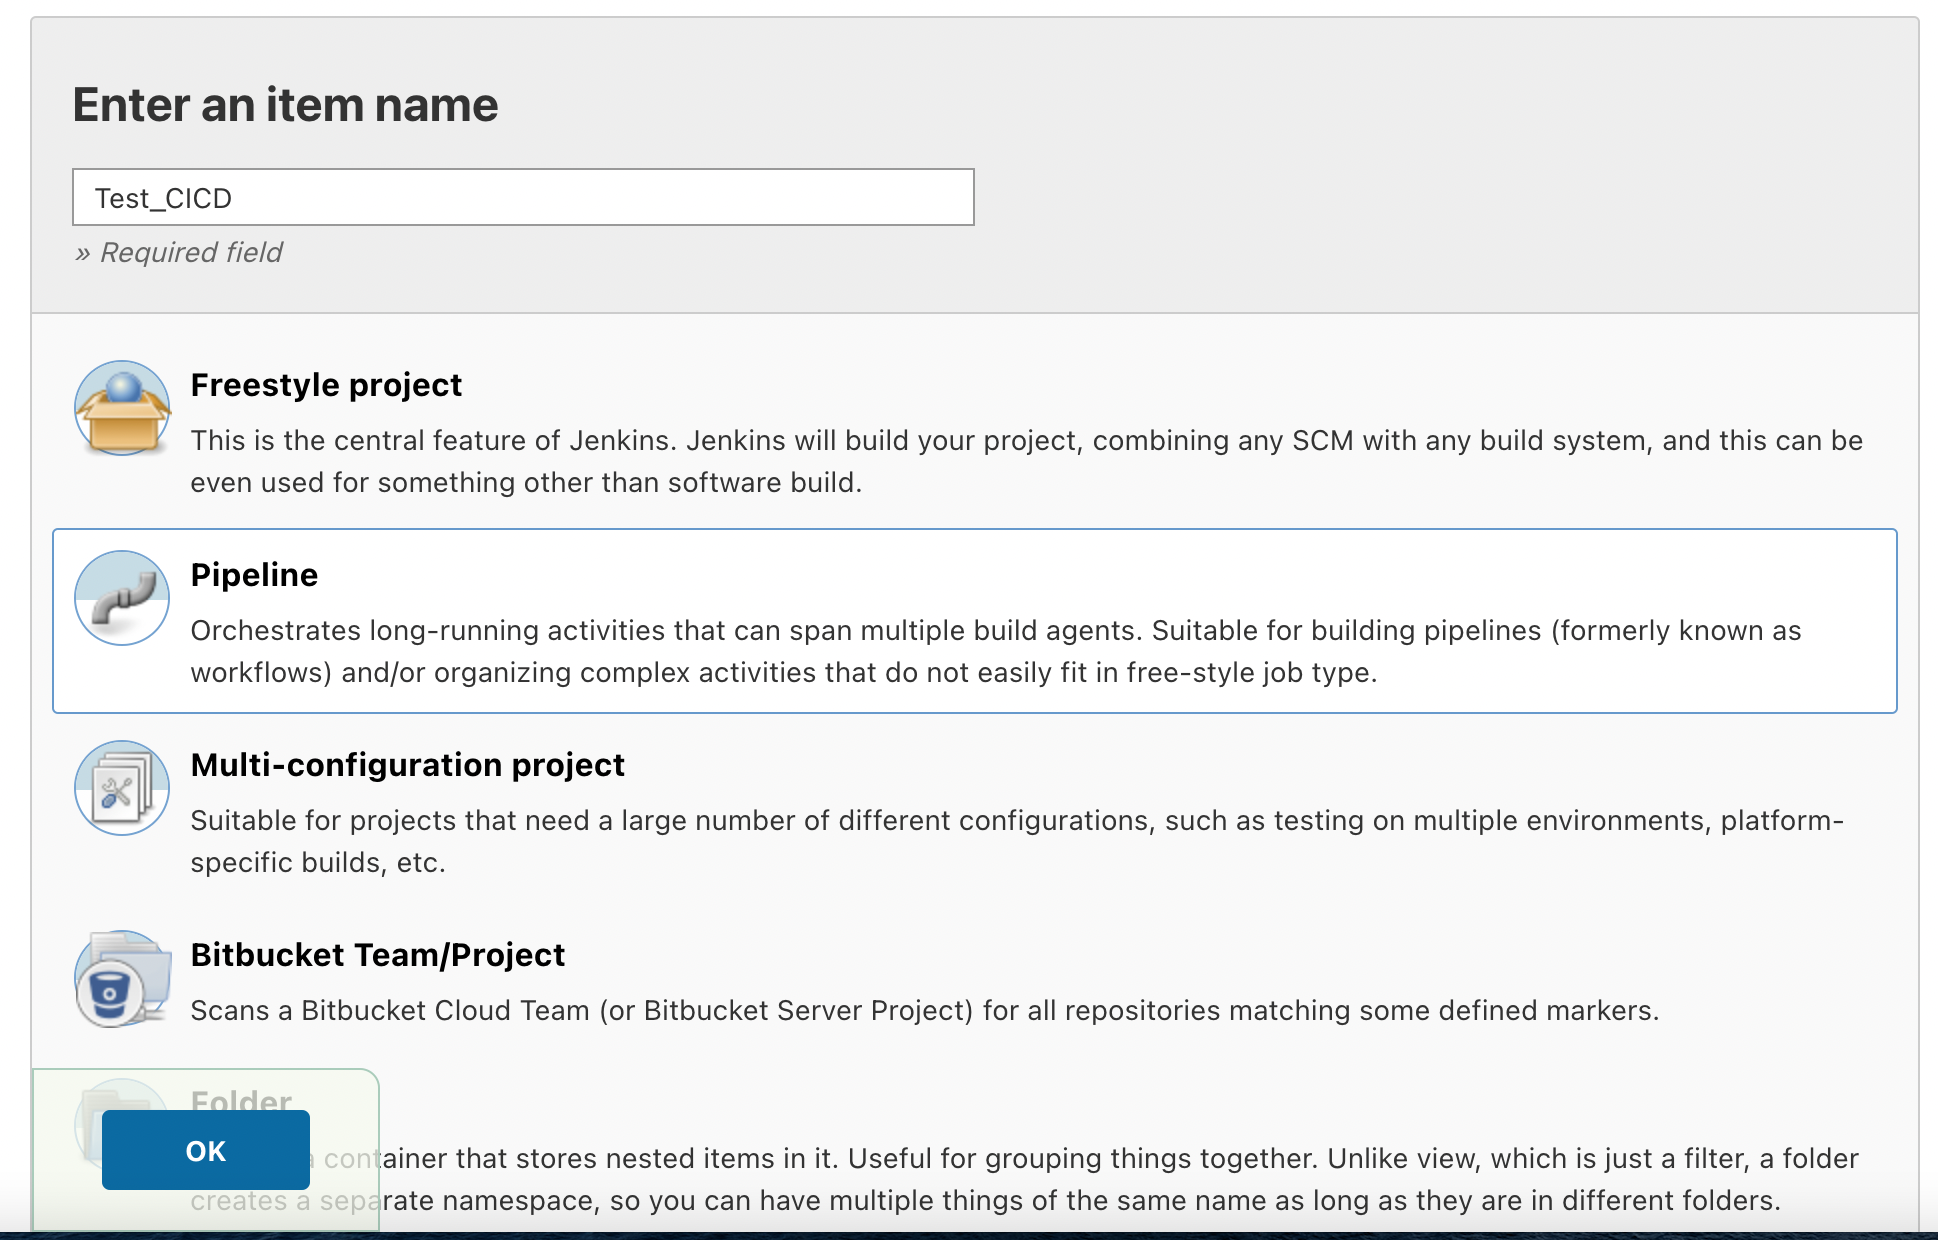 Enter an item name
Test_CICD
» Required field
Freestyle project
This is the central feature of Jenkins. Jenkins will build your project, combining any SCM with any build system, and this can be
even used for something other than software build.
Pipeline
Orchestrates long-running activities that can span multiple build agents. Suitable for building pipelines (formerly known as
workflows) and/or organizing complex activities that do not easily fit in free-style job type.
Multi-configuration project
Suitable for projects that need a large number of different configurations, such as testing on multiple environments, platform-
specific builds, etc.
Bitbucket Team/Project
Scans a Bitbucket Cloud Team (or Bitbucket Server Project) for all repositories matching some defined markers.
Folder
OK
a container that stores nested items in it. Useful for grouping things together. Unlike view, which is just a filter, a folder
creates a separate namespace, so you can have multiple things of the same name as long as they are in different folders.